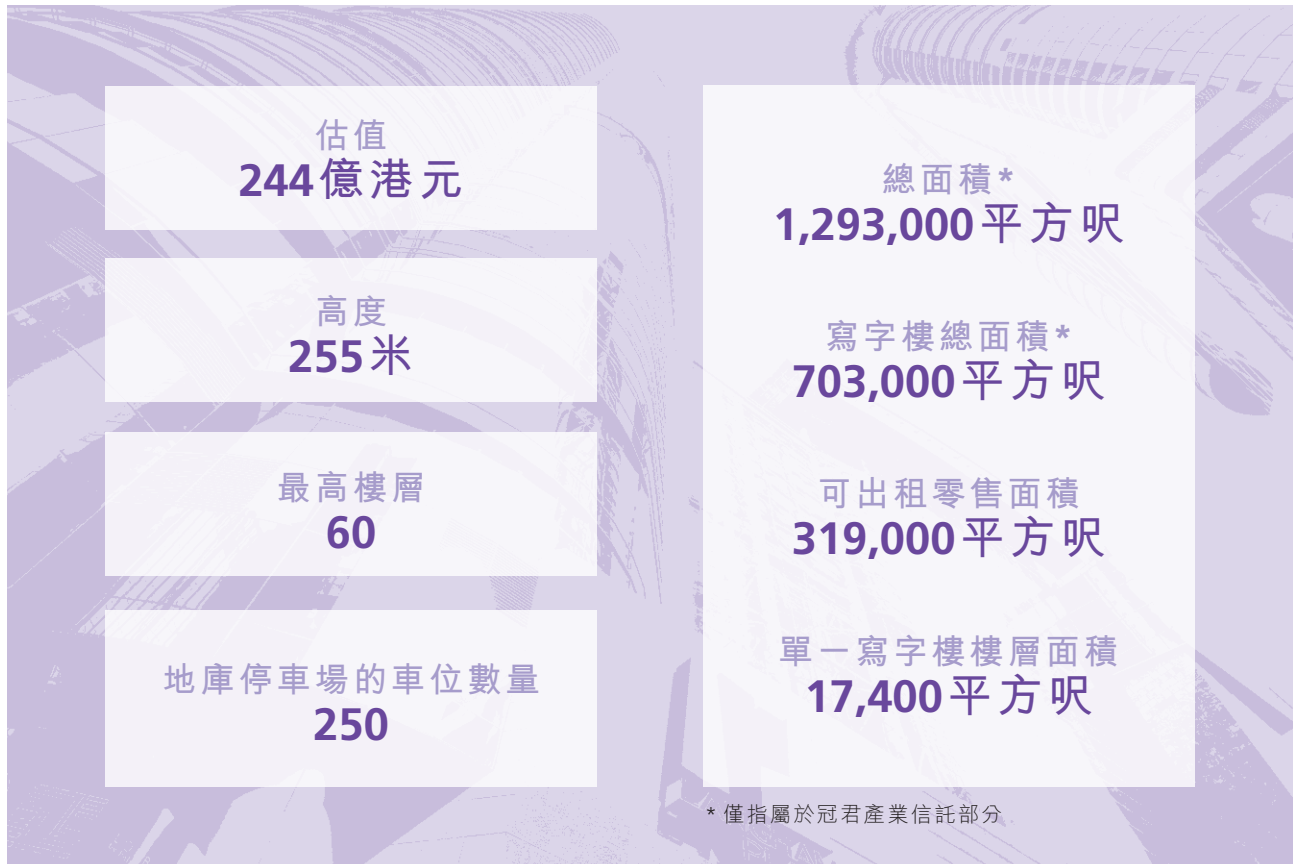 估值
244億港元
高度
255米
最高樓層
60
地庫停車場的車位數量
250
總面積*
1,293,000平方呎
寫字樓總面積*
703,000平方呎
可出租零售面積
319,000平方呎
單一寫字樓樓層面積
17,400平方呎
* 僅指屬於冠君產業信託部分